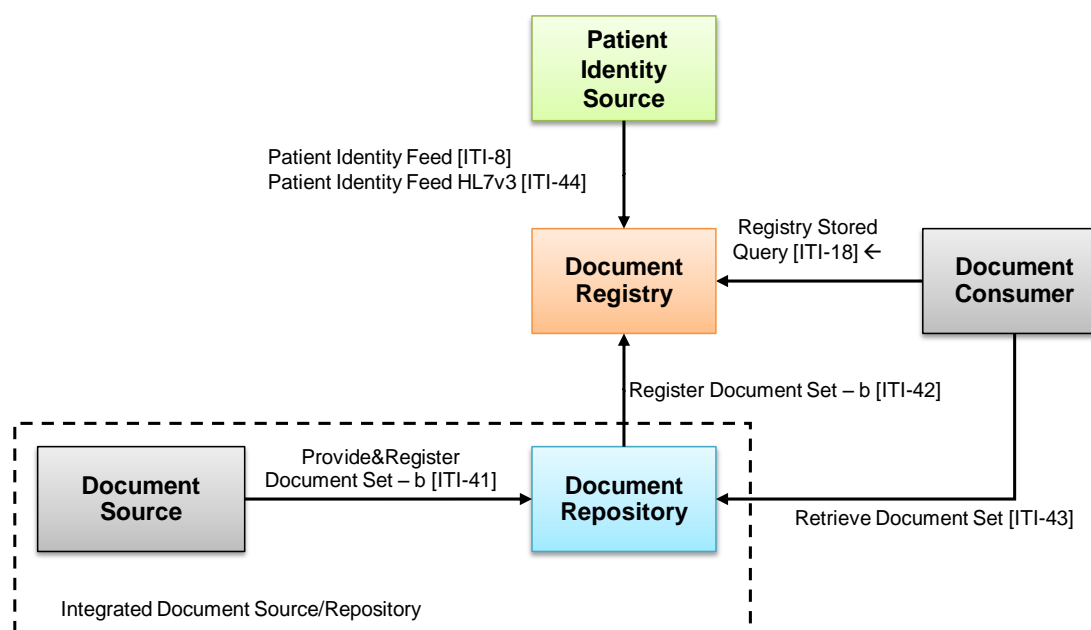 Patient
Identity
Source
Patient Identity Feed [ITI-8]
Patient Identity Feed HL7v3 [ITI-44]
Registry Stored
Query [ITI-18] ←
Document
Registry
Document
Consumer
Register Document Set – b [ITI-42]
Provide&Register
Document Set – b [ITI-41]
Document
Source
Document
Repository
Retrieve Document Set [ITI-43]
Integrated Document Source/Repository